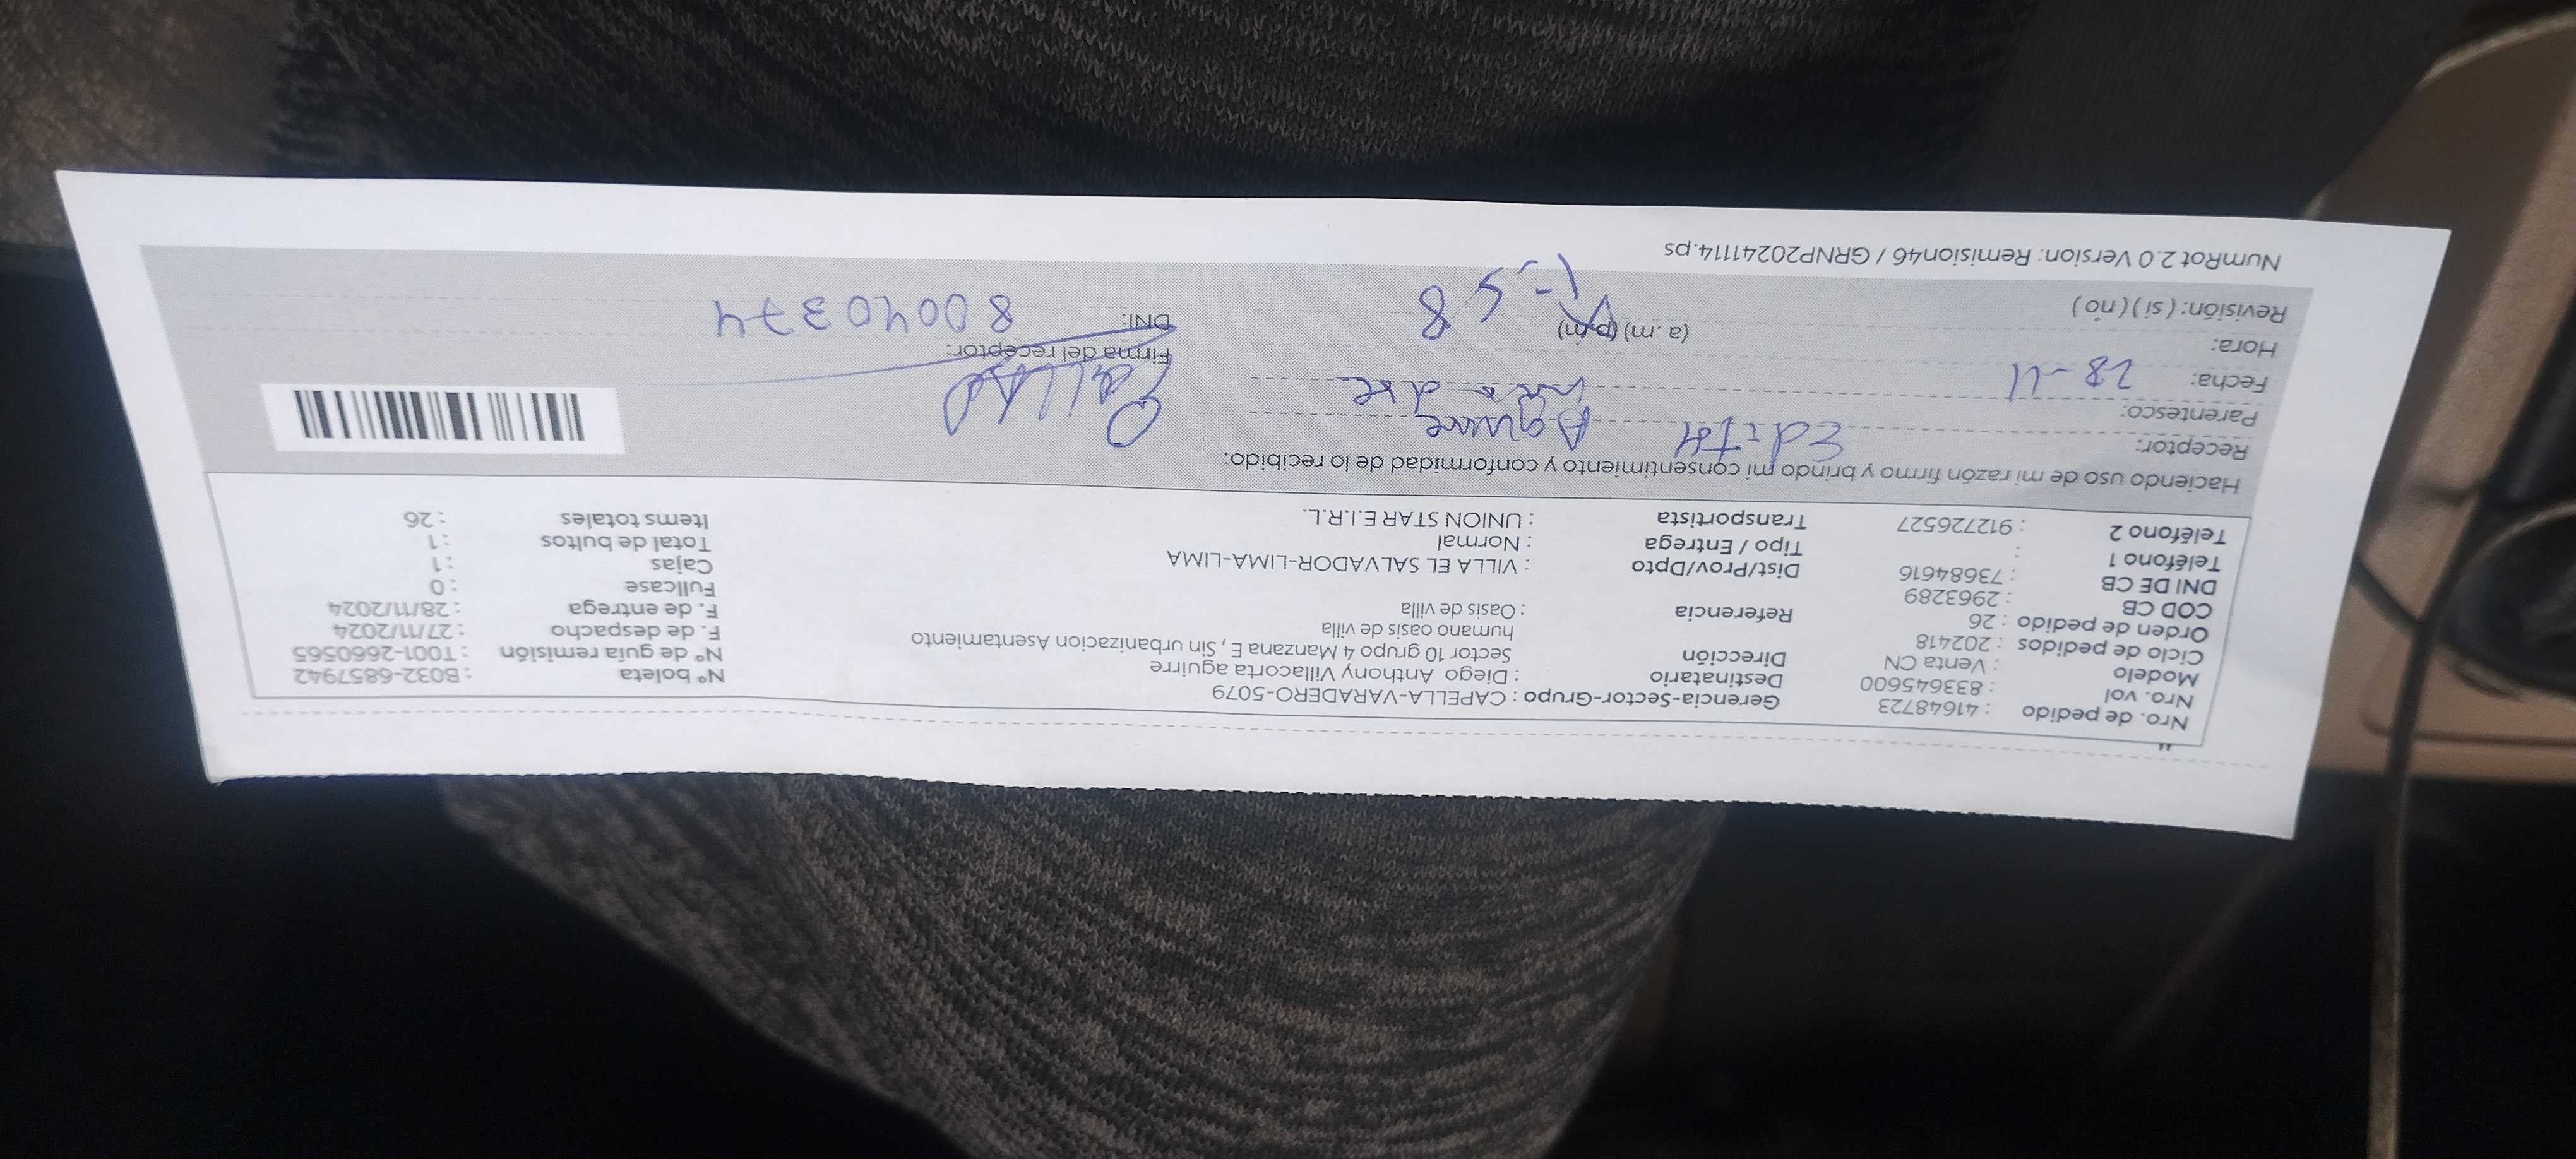 Nro. de pedido : 41648723 Gerencia-Sector-Grupo : CAPELLA-VARADERO-5079 Nº boleta : B032-6857942
Nro. vol : 833645600 Destinatario : Diego Anthony Villacorta aguirre Nº de guía remisión : T001-2660565
Modelo : Venta CN Dirección Sector 10 grupo 4 Manzana E , Sin urbanizacion Asentamiento F. de despacho : 27/11/2024
Ciclo de pedidos : 202418 humano oasis de villa F. de entrega : 28/11/2024
Orden de pedido : 26 Referencia : Oasis de villa Fullcase : 0
COD CB : 2963289 Dist/Prov/Dpto : VILLA EL SALVADOR-LIMA-LIMA Cajas : 1
DNI DE CB : 73684616 Tipo / Entrega : Normal Total de bultos : 1
Teléfono 1 : Transportista : UNION STAR E.I.R.L. Items totales : 26
Teléfono 2 : 912726527
Haciendo uso de mi razón firmo y brindo mi consentimiento y conformidad de lo recibido:
Receptor: Edith
Parentesco: madre
Fecha: 28-11 Firma del receptor:
Hora: (a.m) (p.m) 1-58 DNI: 80040374
Revisión: ( si ) ( no )
NumRot 2.0 Version: Remision46 / GRNP20241114.ps